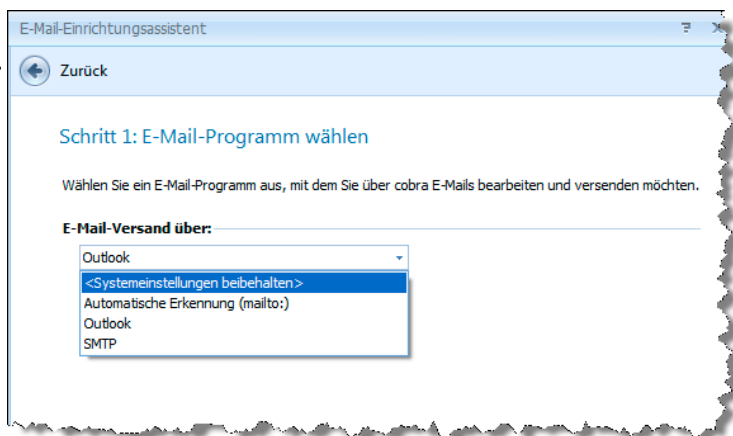 E-Mail-Einrichtungsassistent
Zurück
Schritt 1: E-Mail-Programm wählen
Wählen Sie ein E-Mail-Programm aus, mit dem Sie über cobra E-Mails bearbeiten und versenden möchten.
E-Mail-Versand über:
Outlook
<Systemeinstellungen beibehalten>
Automatische Erkennung (mailto:)
Outlook
SMTP